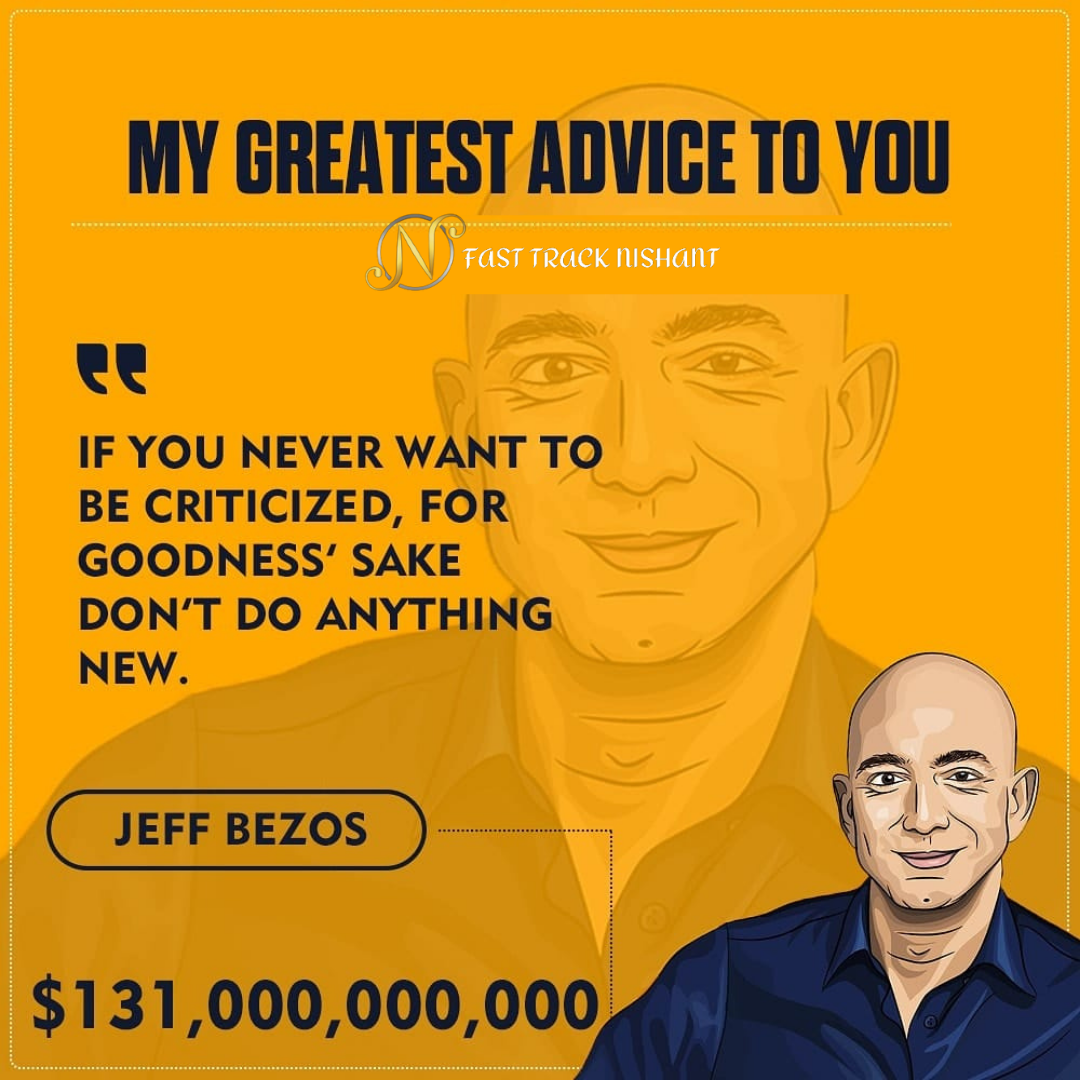 MY GREATEST ADVICE TO YOU
N FAST TRACK NISHANT
❝
IF YOU NEVER WANT TO
BE CRITICIZED, FOR
GOODNESS‘ SAKE
DON‘T DO ANYTHING
NEW.
JEFF BEZOS
$131,000,000,000